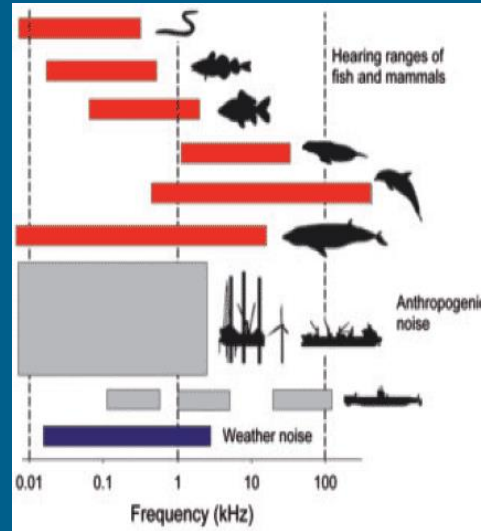 Hearing ranges of
fish and mammals
Anthropogenic
noise
Weather noise
0.01 0.1 1 10 100
Frequency (kHz)